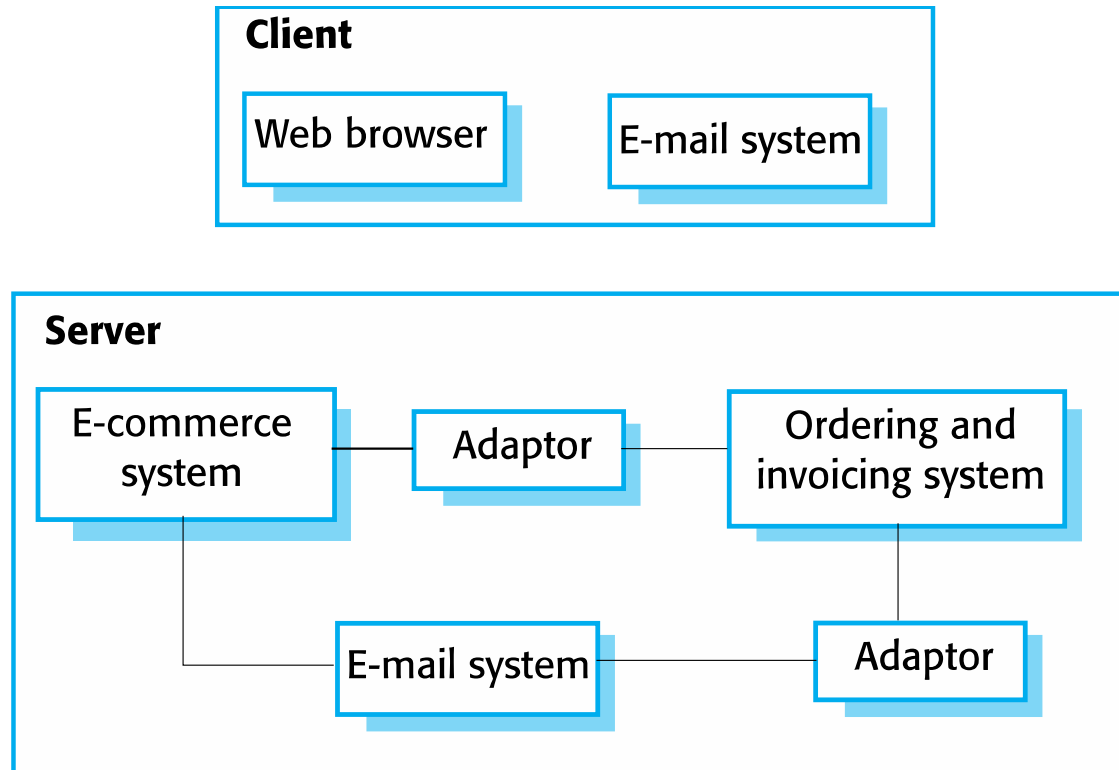 Client
Web browser
E-mail system
Server
E-commerce
system
Adaptor
Ordering and
invoicing system
E-mail system
Adaptor